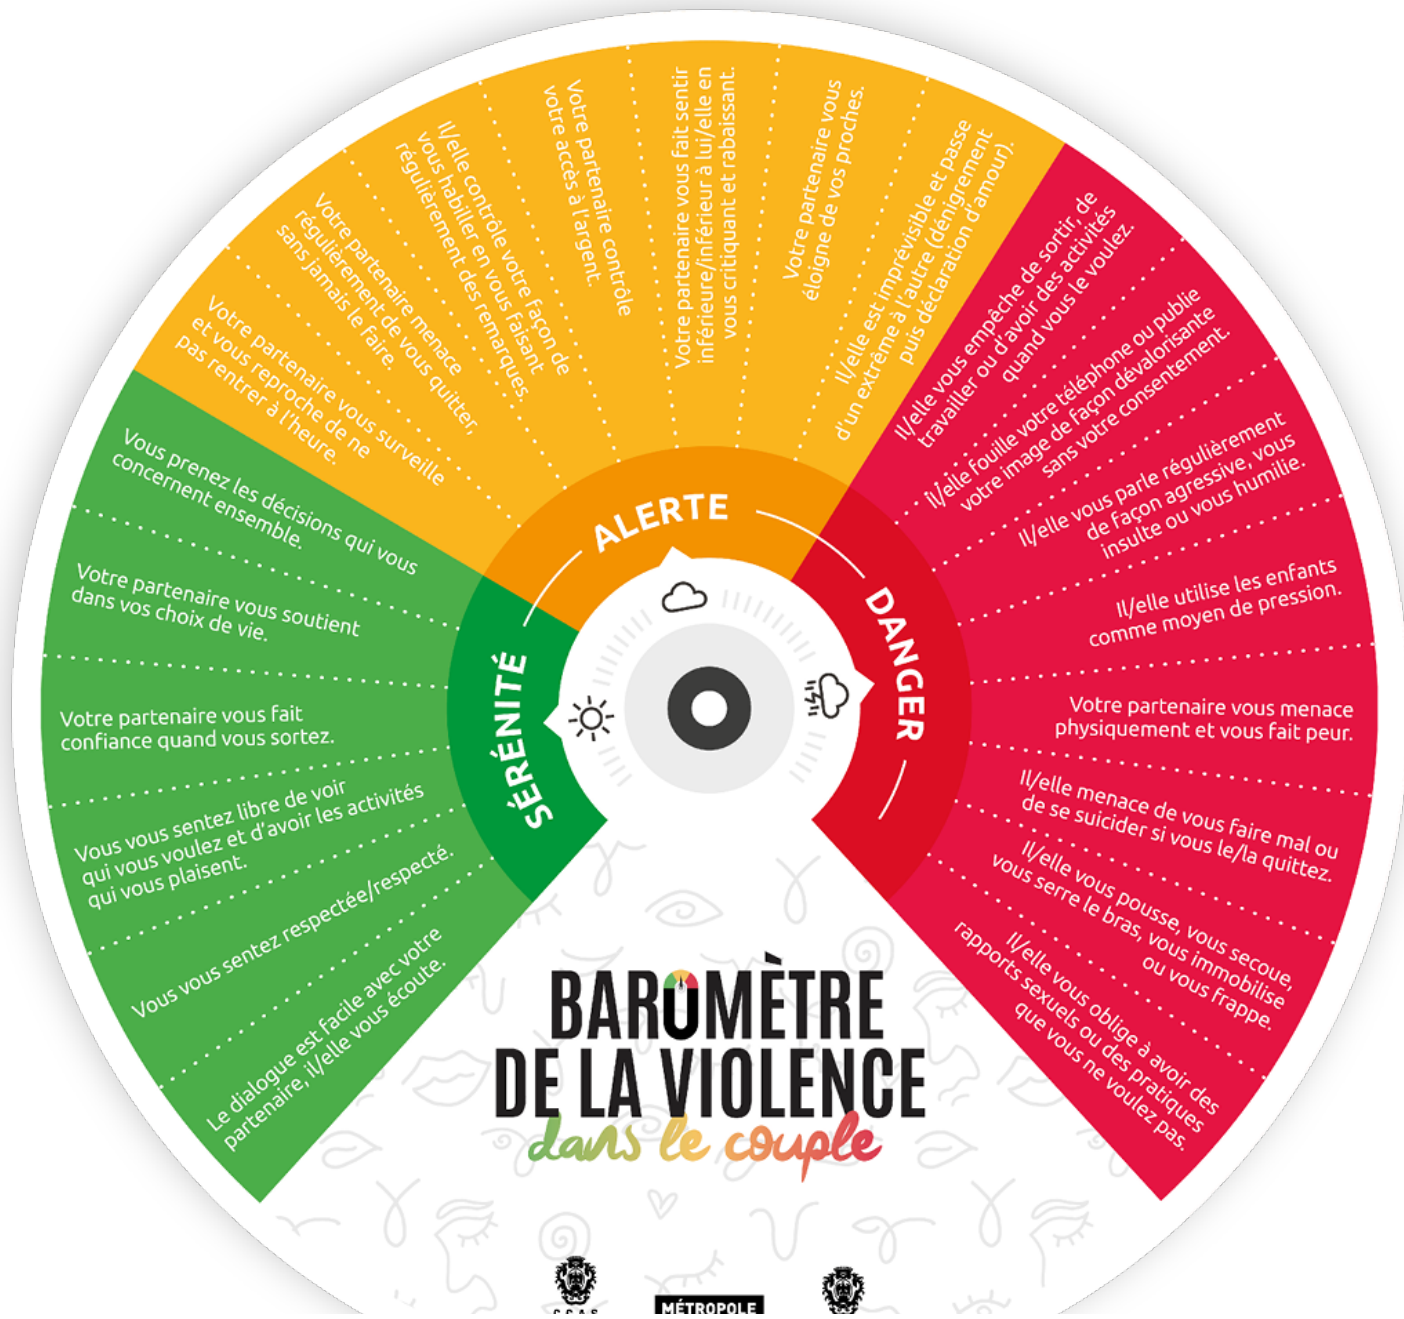 Le dialogue est facile avec votre
partenaire, il/elle vous écoute.
Vous vous sentez respectée/respecté.
Vous vous sentez libre de voir
qui vous voulez et d'avoir les activités
qui vous plaisent.
Votre partenaire vous fait
confiance quand vous sortez.
Votre partenaire vous soutient
dans vos choix de vie.
Vous prenez les décisions qui vous
concernent ensemble.
Votre partenaire vous surveille
et vous reproche de ne
pas rentrer à l'heure.
Votre partenaire menace
régulièrement de vous quitter,
sans jamais le faire.
Il/elle contrôle votre façon de
vous habiller en vous faisant
régulièrement des remarques.
Votre partenaire contrôle
votre accès à l'argent.
Votre partenaire vous fait sentir
inférieure/inférieur à lui/elle en
vous critiquant et rabaissant.
Votre partenaire vous
éloigne de vos proches.
Il/elle est imprévisible et passe
d'un extrême à l'autre (dénigrement
puis déclaration d'amour).
Il/elle vous empêche de sortir, de
travailler ou d'avoir des activités
quand vous le voulez.
Il/elle fouille votre téléphone ou publie
votre image de façon dévalorisante
sans votre consentement.
Il/elle vous parle régulièrement
de façon agressive, vous
insulte ou vous humilie.
Il/elle utilise les enfants
comme moyen de pression.
Votre partenaire vous menace
physiquement et vous fait peur.
Il/elle menace de vous faire mal ou
de se suicider si vous le/la quittez.
Il/elle vous pousse, vous secoue,
vous serre le bras, vous immobilise
ou vous frappe.
Il/elle vous oblige à avoir des
rapports sexuels ou des pratiques
que vous ne voulez pas.
SÉRÉNITÉ
ALERTE
DANGER
BAROMÈTRE
DE LA VIOLENCE
dans le couple
CCAS
MÉTROPOLE